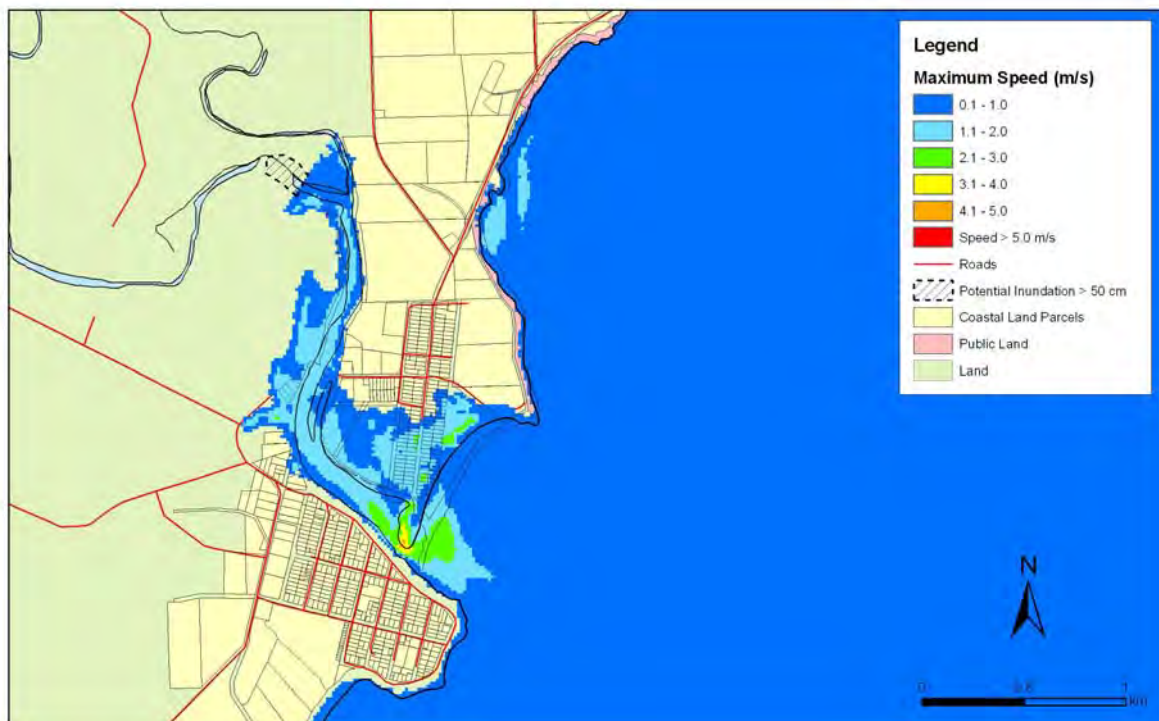 Legend
Maximum Speed (m/s)
0.1 - 1.0
1.1 - 2.0
2.1 - 3.0
3.1 - 4.0
4.1 - 5.0
Speed > 5.0 m/s
Roads
Potential Inundation > 50 cm
Coastal Land Parcels
Public Land
Land
N
0 1
km